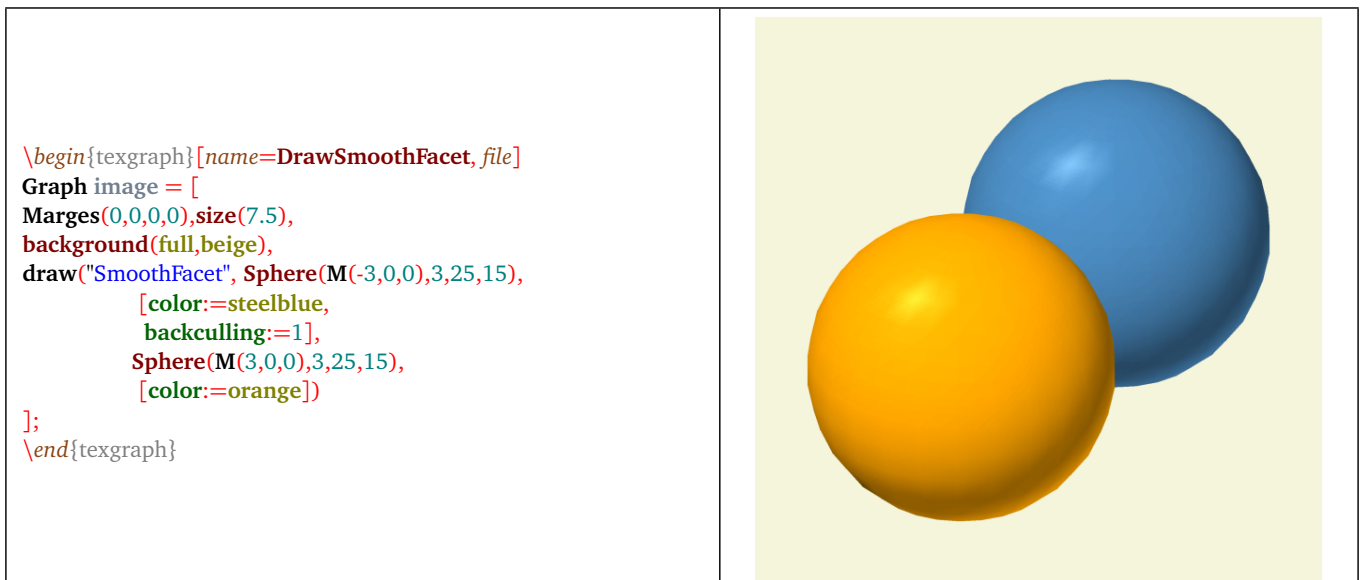 \begin{texgraph}[name=DrawSmoothFacet, file]
Graph image = [
Marges(0,0,0,0),size(7.5),
background(full,beige),
draw("SmoothFacet", Sphere(M(-3,0,0),3,25,15),
[color:=steelblue,
backculling:=1],
Sphere(M(3,0,0),3,25,15),
[color:=orange])
];
\end{texgraph}